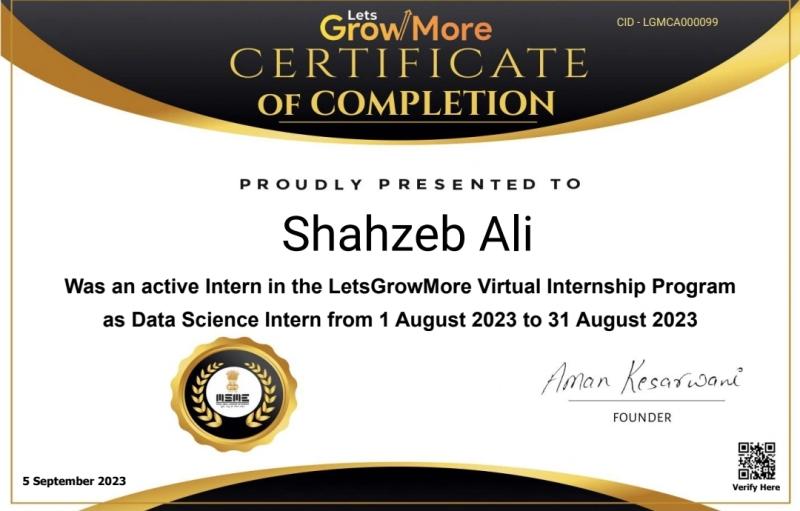 Lets
GrowMore
CID - LGMCA000099
CERTIFICATE
OF COMPLETION
PROUDLY PRESENTED TO
Shahzeb Ali
Was an active Intern in the LetsGrowMore Virtual Internship Program
as Data Science Intern from 1 August 2023 to 31 August 2023
MSME
Aman Kesarwani
FOUNDER
5 September 2023
Verify Here